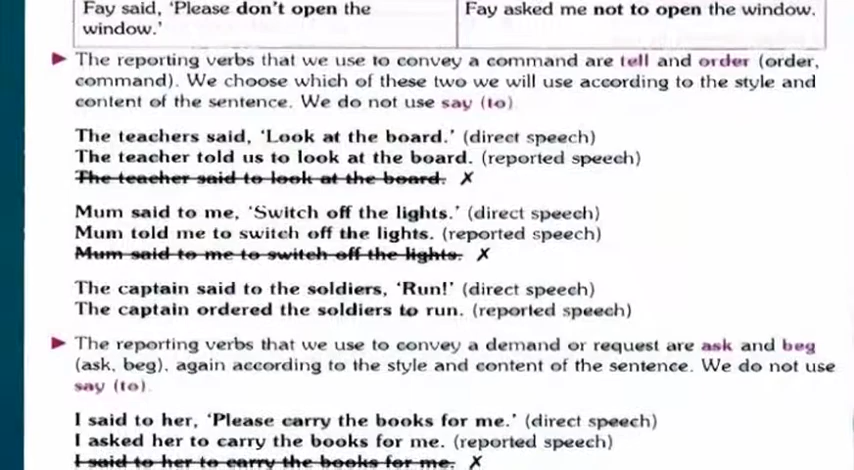 Fay said, 'Please don't open the
window.'
Fay asked me not to open the window.
The reporting verbs that we use to convey a command are tell and order (order,
command). We choose which of these two we will use according to the style and
content of the sentence. We do not use say (to).
The teachers said, 'Look at the board.' (direct speech)
The teacher told us to look at the board. (reported speech)
The teacher said to look at the board. ✗
Mum said to me, 'Switch off the lights.' (direct speech)
Mum told me to switch off the lights. (reported speech)
Mum said to me to switch off the lights. ✗
The captain said to the soldiers, 'Run!' (direct speech)
The captain ordered the soldiers to run. (reported speech)
The reporting verbs that we use to convey a demand or request are ask and beg
(ask, beg), again according to the style and content of the sentence. We do not use
say (to).
I said to her, 'Please carry the books for me.' (direct speech)
I asked her to carry the books for me. (reported speech)
I said to her to carry the books for me. ✗